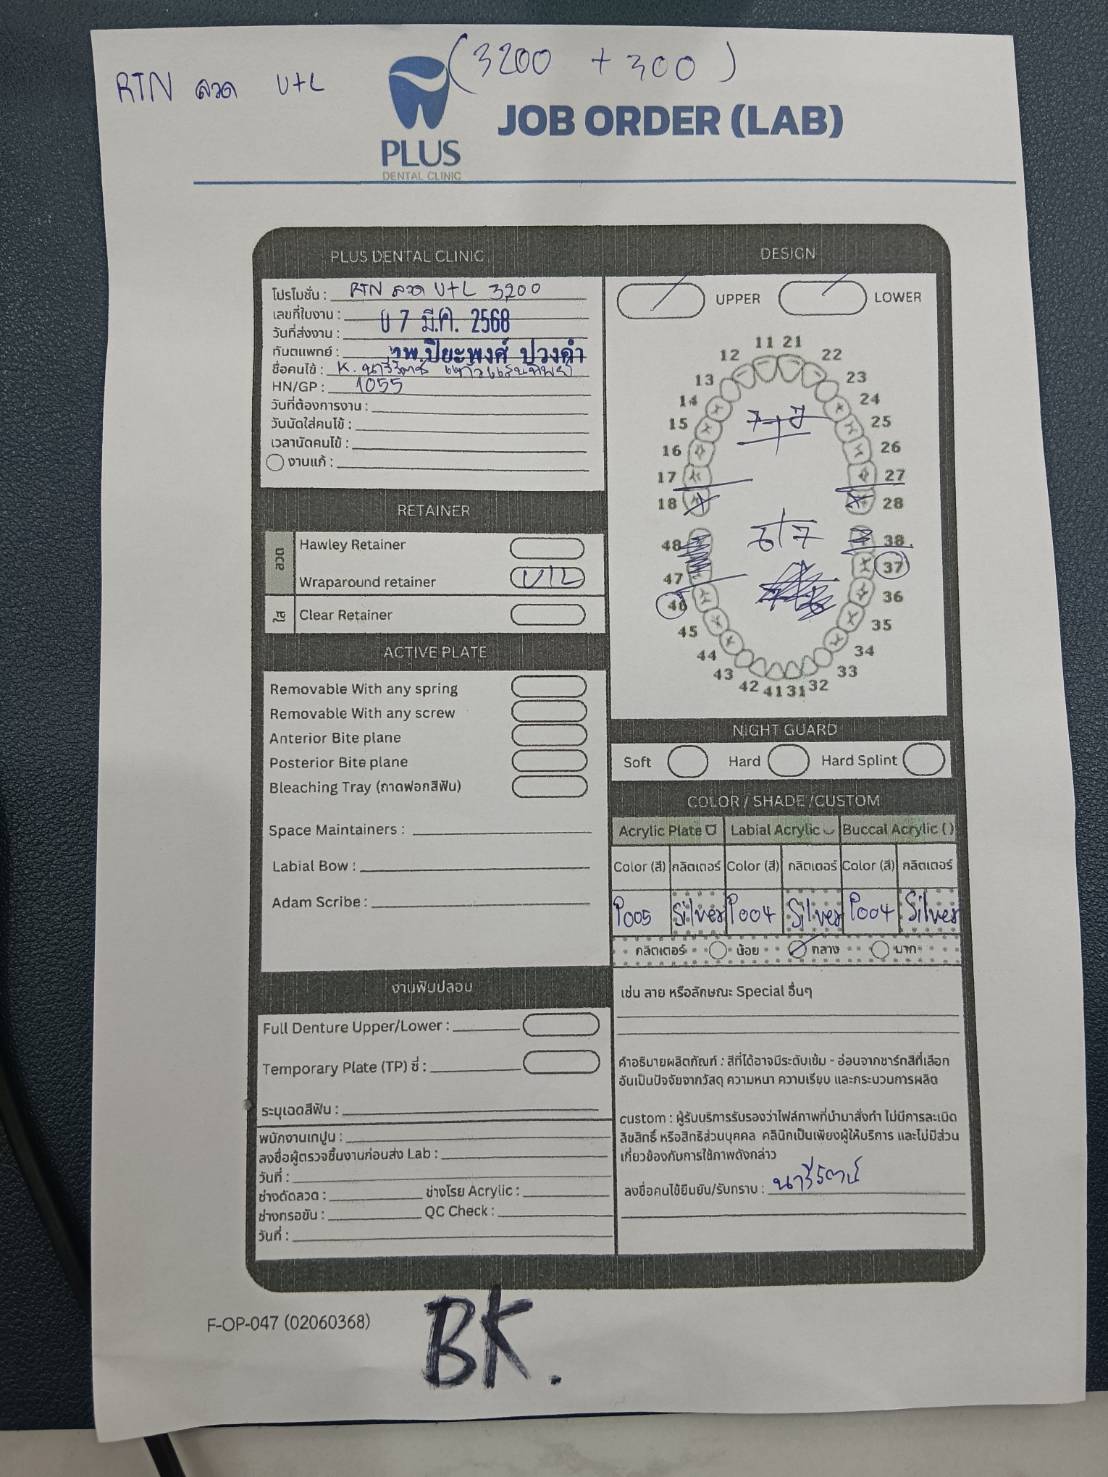 RTN ลวด U+L
(3200 + 300)
PLUS
DENTAL CLINIC
JOB ORDER (LAB)
PLUS DENTAL CLINIC
โปรโมชั่น : RTN ลวด U+L 3200
เลขที่ใบงาน :
วันที่ส่งงาน : 07 มี.ค. 2568
ทันตแพทย์ : ทพ.ปิยะพงศ์ ปวงคำ
ชื่อคนไข้ : K. นารีรัตน์
HN/GP : 1055
วันที่ต้องการงาน :
วันนัดใส่คนไข้ :
เวลานัดคนไข้ :
งานแก้ :
RETAINER
ลวด
Hawley Retainer
Wraparound retainer U/L
ใส
Clear Retainer
ACTIVE PLATE
Removable With any spring
Removable With any screw
Anterior Bite plane
Posterior Bite plane
Bleaching Tray (ถาดฟอกสีฟัน)
Space Maintainers :
Labial Bow :
Adam Scribe :
งานฟันปลอม
Full Denture Upper/Lower :
Temporary Plate (TP) ซี่ :
ระบุเฉดสีฟัน :
พนักงานเทปูน :
ลงชื่อผู้ตรวจชิ้นงานก่อนส่ง Lab :
วันที่ :
ช่างดัดลวด : ช่างโรย Acrylic :
ช่างกรอขัน : QC Check :
วันที่ :
DESIGN
UPPER
LOWER
11 21
12 22
13 23
14 24
15 25
16 26
17 27
18 28
7 7
48 38
6 7
47 37
46 36
45 35
44 34
43 33
42 41 31 32
NIGHT GUARD
Soft Hard Hard Splint
COLOR / SHADE /CUSTOM
Acrylic Plate Labial Acrylic Buccal Acrylic ( )
Color (สี) กลิตเตอร์ Color (สี) กลิตเตอร์ Color (สี) กลิตเตอร์
P005 Silver P004 Silver P004 Silver
กลิตเตอร์ น้อย กลาง มาก
เช่น ลาย หรือลักษณะ Special อื่นๆ
คำอธิบายผลิตภัณฑ์ : สีที่ได้อาจมีระดับเข้ม - อ่อนจากชาร์ทสีที่เลือก
อันเป็นปัจจัยจากวัสดุ ความหนา ความเรียบ และกระบวนการผลิต
custom : ผู้รับบริการรับรองว่าไฟล์ภาพที่นำมาสั่งทำ ไม่มีการละเมิด
ลิขสิทธิ์ หรือสิทธิส่วนบุคคล คลินิกเป็นเพียงผู้ให้บริการ และไม่มีส่วน
เกี่ยวข้องกับการใช้ภาพดังกล่าว
ลงชื่อคนไข้ยืนยัน/รับทราบ : นารีรัตน์
F-OP-047 (02060368)
BK.